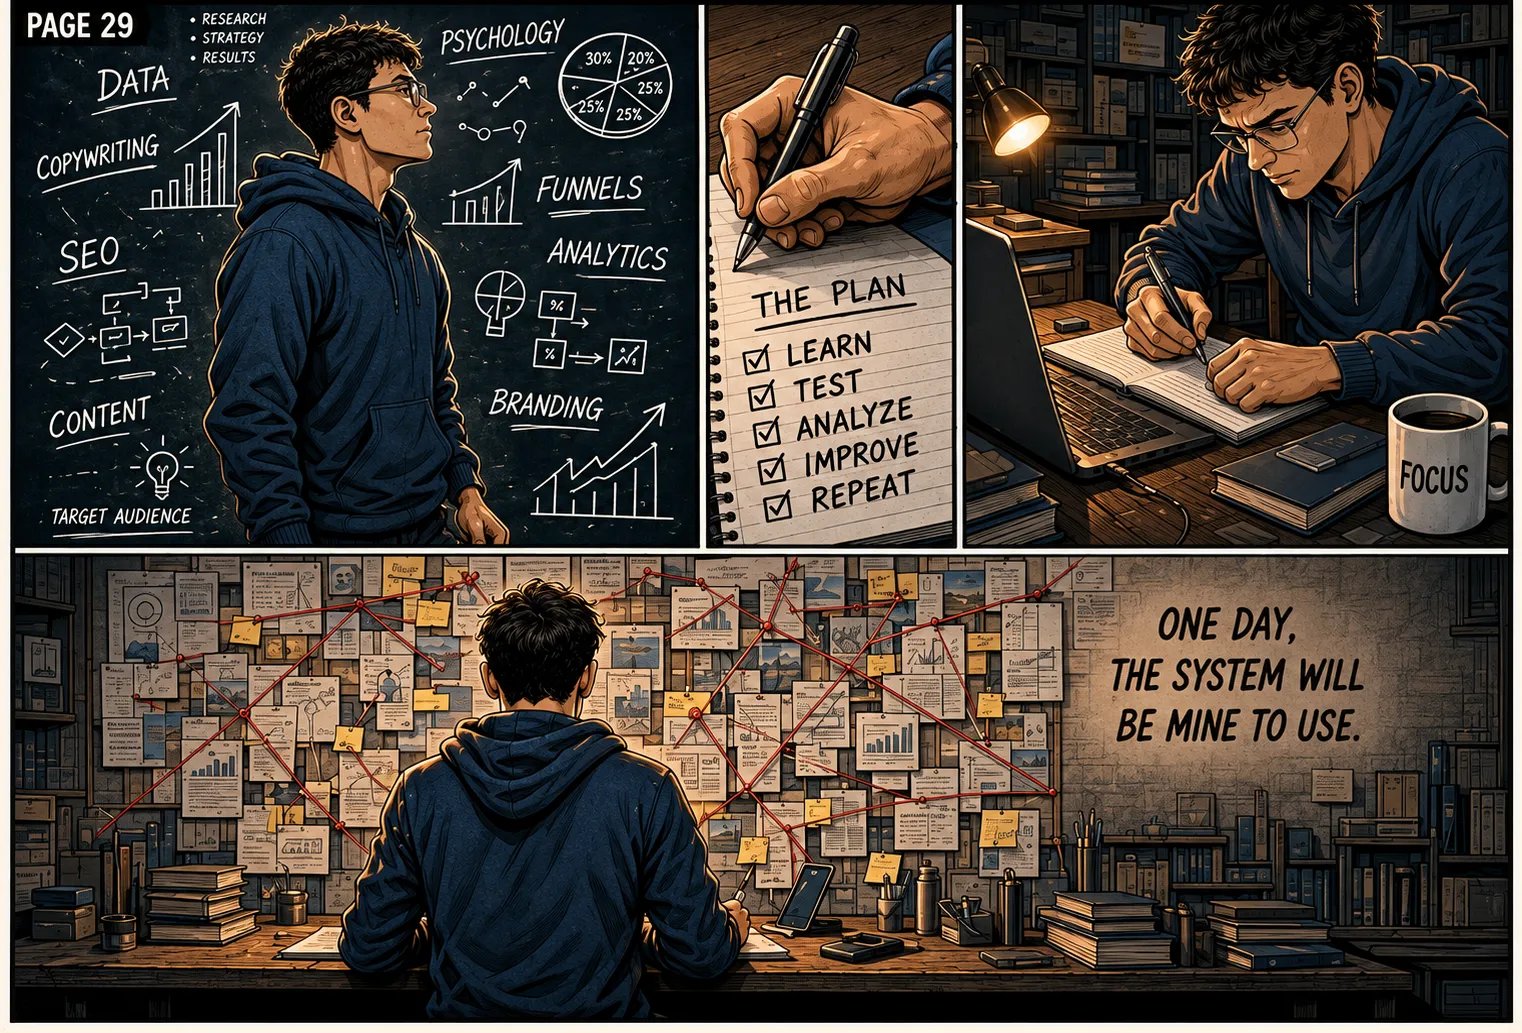 PAGE 29
• RESEARCH
• STRATEGY
• RESULTS
DATA
COPYWRITING
SEO
CONTENT
TARGET AUDIENCE
PSYCHOLOGY
30%
20%
25%
25%
25%
FUNNELS
ANALYTICS
%
%
BRANDING
THE PLAN
LEARN
TEST
ANALYZE
IMPROVE
REPEAT
FOCUS
ONE DAY,
THE SYSTEM WILL
BE MINE TO USE.